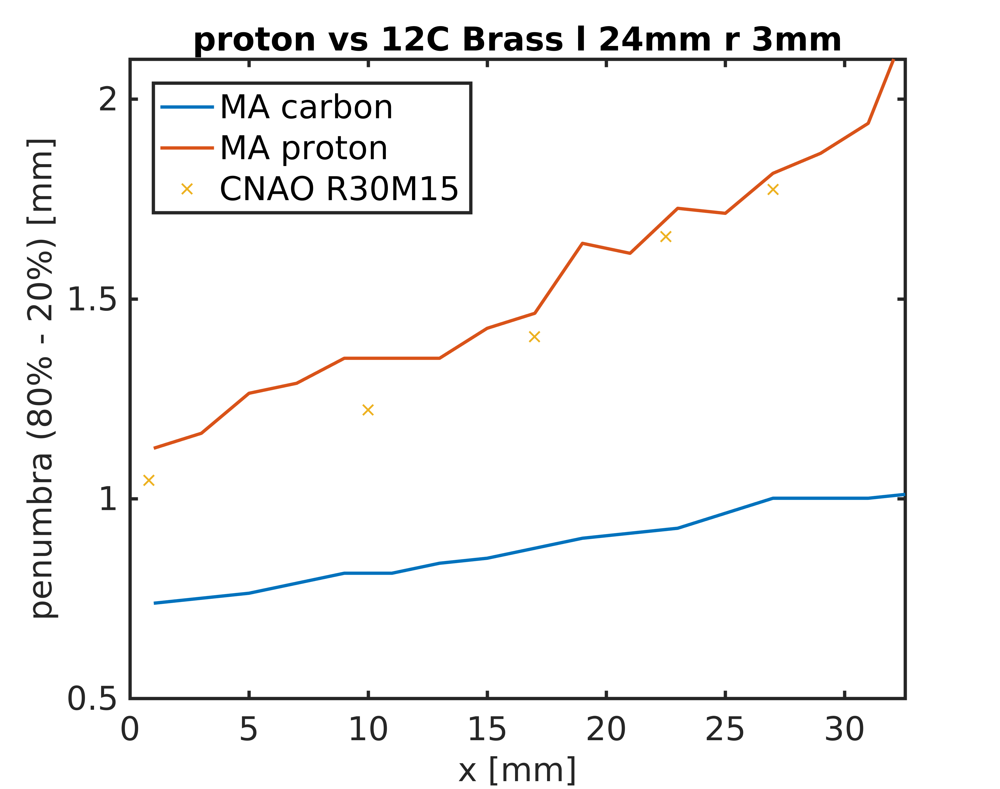 proton vs 12C Brass l 24mm r 3mm
MA carbon
MA proton
CNAO R30M15
penumbra (80% - 20%) [mm]
2
1.5
1
0.5
0 5 10 15 20 25 30
x [mm]